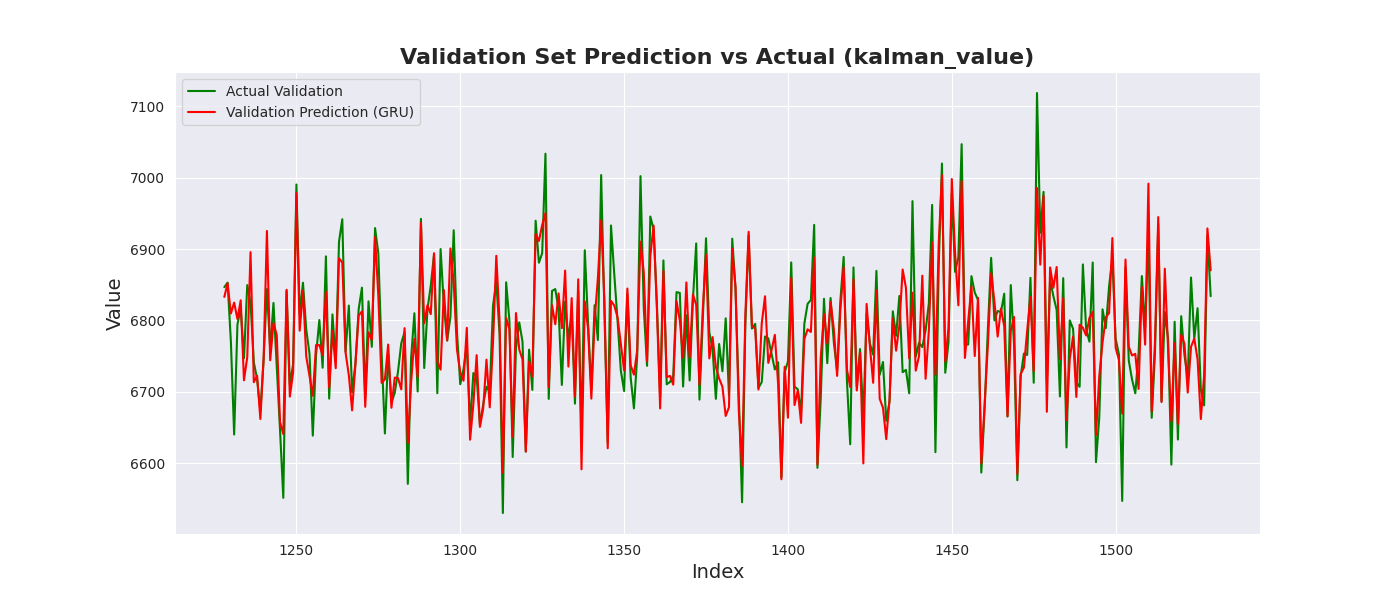 Validation Set Prediction vs Actual (kalman_value)
Actual Validation
Validation Prediction (GRU)
7100
7000
6900
6800
6700
6600
Value
1250 1300 1350 1400 1450 1500
Index